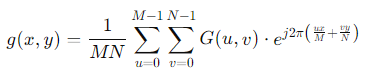 g(x, y) = \frac{1}{MN} \sum_{u=0}^{M-1} \sum_{v=0}^{N-1} G(u, v) \cdot e^{j2\pi\left(\frac{ux}{M} + \frac{vy}{N}\right)}